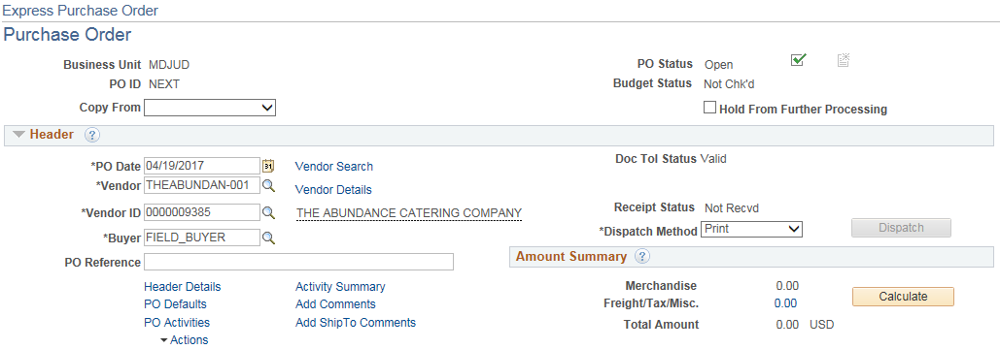 Express Purchase Order
Purchase Order
Business Unit MDJUD
PO Status Open
PO ID NEXT
Budget Status Not Chk'd
Copy From
Hold From Further Processing
Header ?
*PO Date 04/19/2017 31 Vendor Search
Doc Tol Status Valid
*Vendor THEABUNDAN-001 Vendor Details
*Vendor ID 0000009385 THE ABUNDANCE CATERING COMPANY
Receipt Status Not Recvd
*Buyer FIELD_BUYER
*Dispatch Method Print Dispatch
PO Reference
Amount Summary ?
Header Details Activity Summary
Merchandise 0.00
PO Defaults Add Comments
Freight/Tax/Misc. 0.00 Calculate
PO Activities Add ShipTo Comments
Total Amount 0.00 USD
Actions